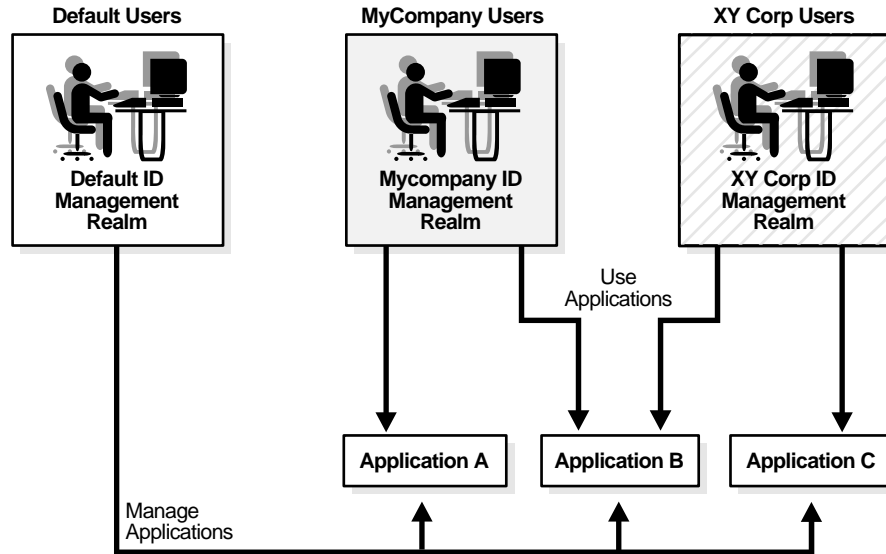 Default Users
MyCompany Users
XY Corp Users
Default ID
Management
Realm
Mycompany ID
Management
Realm
XY Corp ID
Management
Realm
Use
Applications
Application A
Application B
Application C
Manage
Applications